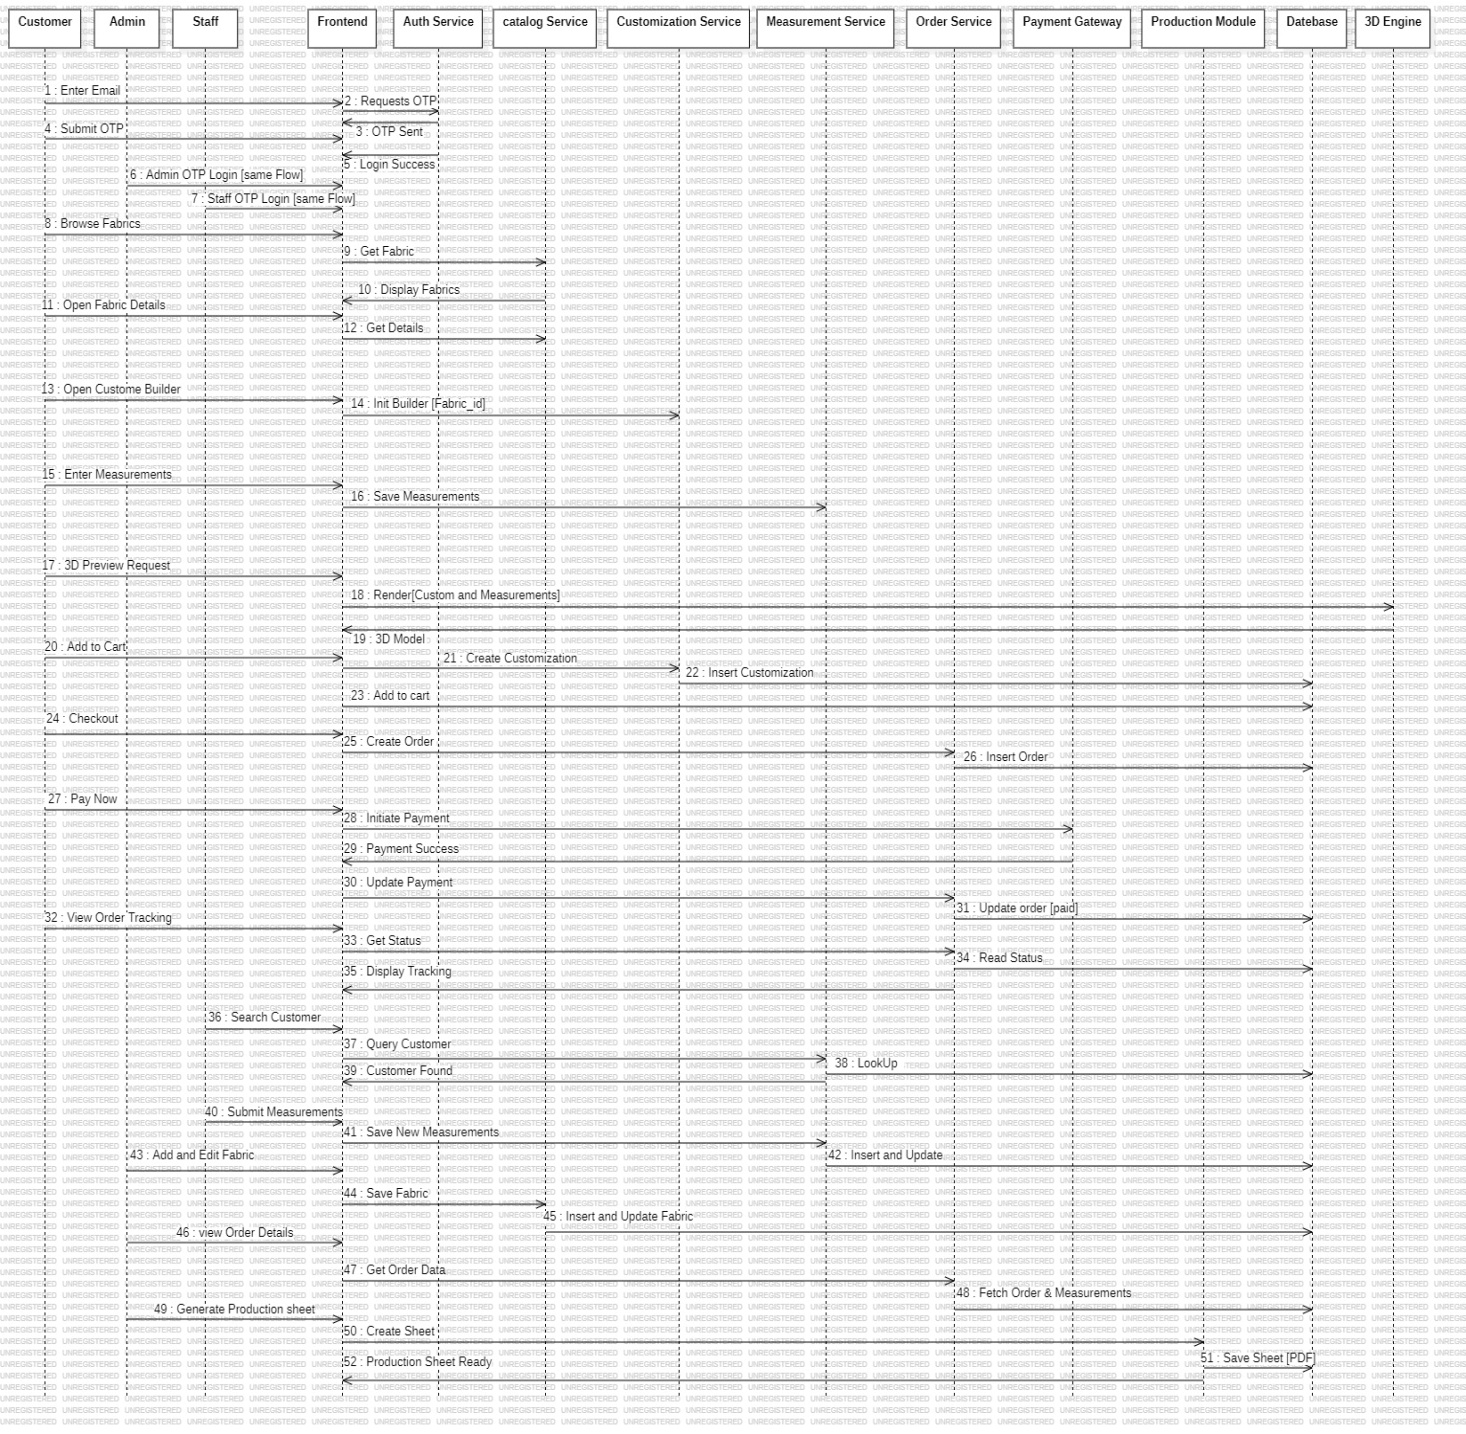 Customer Admin Staff Frontend Auth Service catalog Service Customization Service Measurement Service Order Service Payment Gateway Production Module Datebase 3D Engine
1 : Enter Email
2 : Requests OTP
3 : OTP Sent
4 : Submit OTP
5 : Login Success
6 : Admin OTP Login [same Flow]
7 : Staff OTP Login [same Flow]
8 : Browse Fabrics
9 : Get Fabric
10 : Display Fabrics
11 : Open Fabric Details
12 : Get Details
13 : Open Custome Builder
14 : Init Builder [Fabric_id]
15 : Enter Measurements
16 : Save Measurements
17 : 3D Preview Request
18 : Render[Custom and Measurements]
19 : 3D Model
20 : Add to Cart
21 : Create Customization
22 : Insert Customization
23 : Add to cart
24 : Checkout
25 : Create Order
26 : Insert Order
27 : Pay Now
28 : Initiate Payment
29 : Payment Success
30 : Update Payment
31 : Update order [paid]
32 : View Order Tracking
33 : Get Status
34 : Read Status
35 : Display Tracking
36 : Search Customer
37 : Query Customer
38 : LookUp
39 : Customer Found
40 : Submit Measurements
41 : Save New Measurements
42 : Insert and Update
43 : Add and Edit Fabric
44 : Save Fabric
45 : Insert and Update Fabric
46 : view Order Details
47 : Get Order Data
48 : Fetch Order & Measurements
49 : Generate Production sheet
50 : Create Sheet
51 : Save Sheet [PDF]
52 : Production Sheet Ready
UNREGISTERED